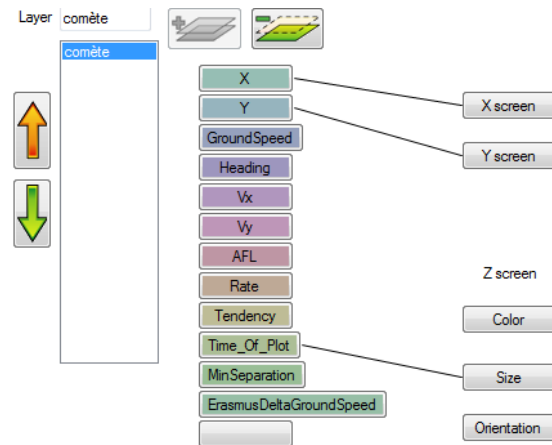 Layer comète
comète
X
Y
GroundSpeed
Heading
Vx
Vy
AFL
Rate
Tendency
Time_Of_Plot
MinSeparation
ErasmusDeltaGroundSpeed
X screen
Y screen
Z screen
Color
Size
Orientation